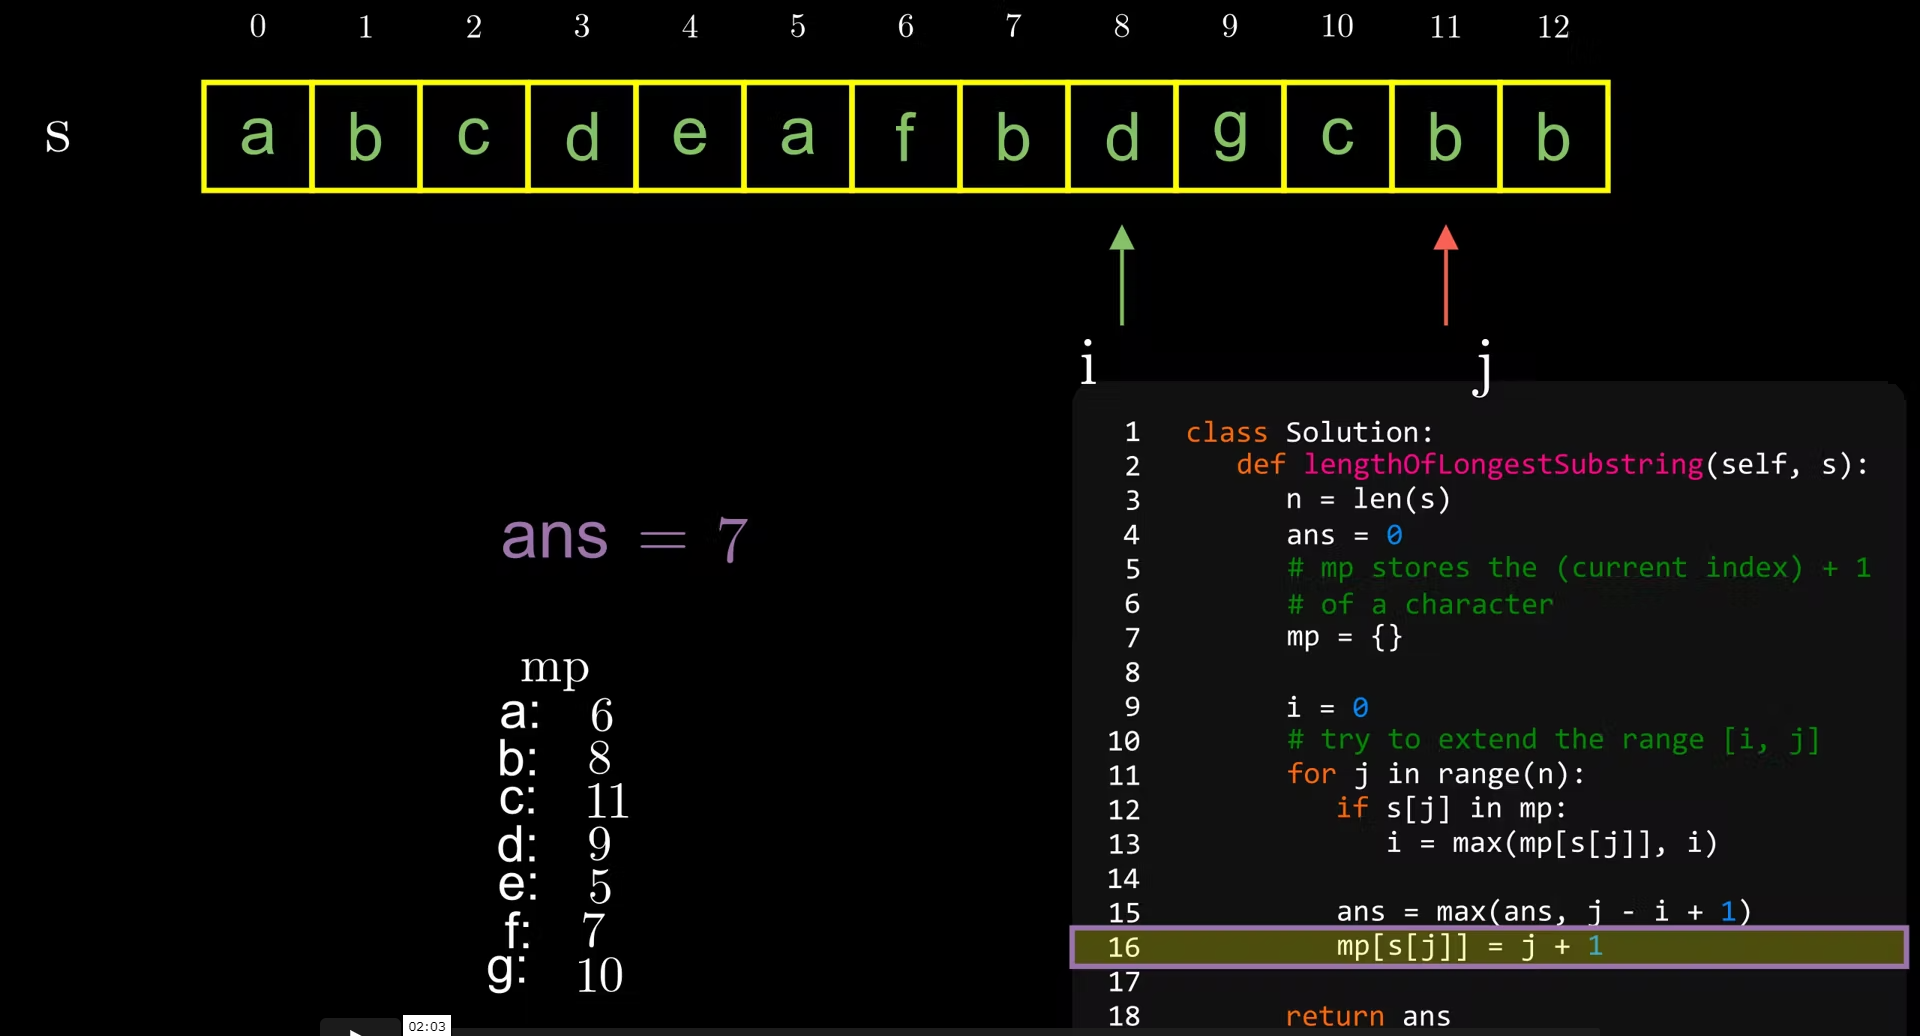 0 1 2 3 4 5 6 7 8 9 10 11 12
s a b c d e a f b d g c b b
i j
ans = 7
mp
a: 6
b: 8
c: 11
d: 9
e: 5
f: 7
g: 10
1 class Solution:
2 def lengthOfLongestSubstring(self, s):
3 n = len(s)
4 ans = 0
5 # mp stores the (current index) + 1
6 # of a character
7 mp = {}
8
9 i = 0
10 # try to extend the range [i, j]
11 for j in range(n):
12 if s[j] in mp:
13 i = max(mp[s[j]], i)
14
15 ans = max(ans, j - i + 1)
16 mp[s[j]] = j + 1
17
18 return ans
02:03